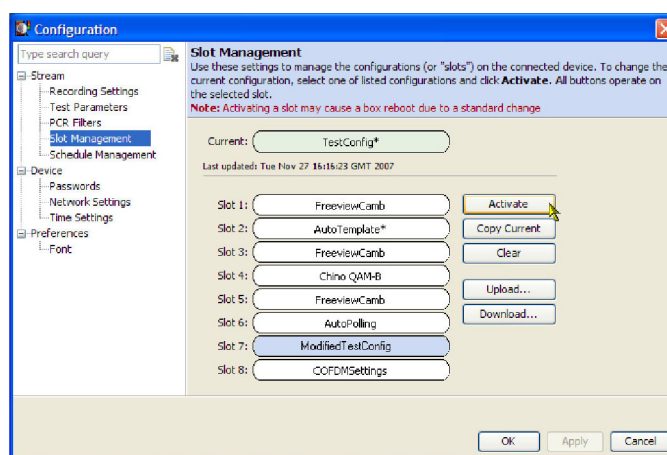 Configuration
Type search query
Stream
Recording Settings
Test Parameters
PCR Filters
Slot Management
Schedule Management
Device
Passwords
Network Settings
Time Settings
Preferences
Font
Slot Management
Use these settings to manage the configurations (or "slots") on the connected device. To change the
current configuration, select one of listed configurations and click Activate. All buttons operate on
the selected slot.
Note: Activating a slot may cause a box reboot due to a standard change
Current: TestConfig*
Last updated: Tue Nov 27 16:16:23 GMT 2007
Slot 1: FreeviewCamb
Activate
Slot 2: AutoTemplate*
Copy Current
Slot 3: FreeviewCamb
Clear
Slot 4: Chino QAM-B
Slot 5: FreeviewCamb
Upload...
Slot 6: AutoPolling
Download...
Slot 7: ModifiedTestConfig
Slot 8: COFDMSettings
OK
Apply
Cancel